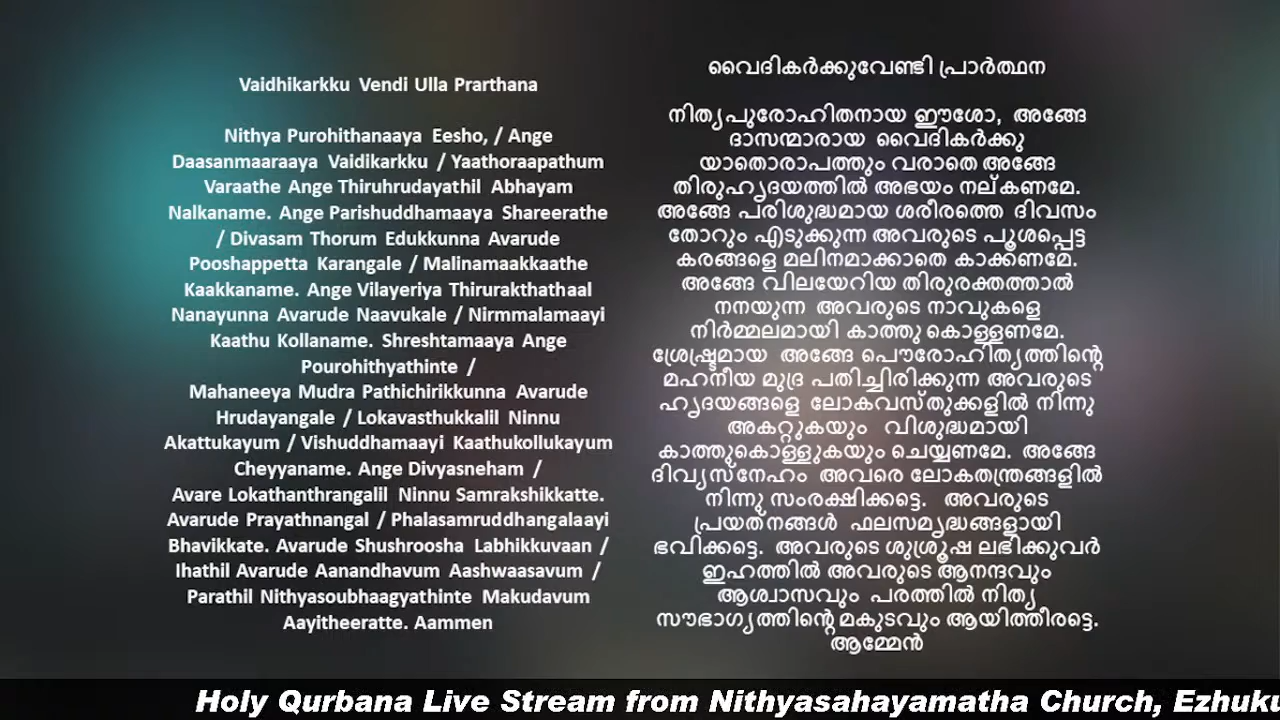 Vaidhikarkku Vendi Ulla Prarthana
Nithya Purohithanaaya Eesho, / Ange
Daasanmaaraaya Vaidikarkku / Yaathoraapathum
Varaathe Ange Thiruhrudayathil Abhayam
Nalkaname. Ange Parishuddhamaaya Shareerathe
/ Divasam Thorum Edukkunna Avarude
Pooshappetta Karangale / Malinamaakkaathe
Kaakkaname. Ange Vilayeriya Thirurakthathaal
Nanayunna Avarude Naavukale / Nirmmalamaayi
Kaathu Kollaname. Shreshtamaaya Ange
Pourohithyathinte /
Mahaneeya Mudra Pathichirikkunna Avarude
Hrudayangale / Lokavasthukkalil Ninnu
Akattukayum / Vishuddhamaayi Kaathukollukayum
Cheyyaname. Ange Divyasneham /
Avare Lokathanthrangalil Ninnu Samrakshikkatte.
Avarude Prayathnangal / Phalasamruddhangalaayi
Bhavikkate. Avarude Shushroosha Labhikkuvaan /
Ihathil Avarude Aanandhavum Aashwaasavum /
Parathil Nithyasoubhaagyathinte Makudavum
Aayitheeratte. Aammen
വൈദികർക്കുവേണ്ടി പ്രാർത്ഥന
നിത്യപുരോഹിതനായ ഈശോ, അങ്ങേ
ദാസന്മാരായ വൈദികർക്കു
യാതൊരാപത്തും വരാതെ അങ്ങേ
തിരുഹൃദയത്തിൽ അഭയം നല്കണമേ.
അങ്ങേ പരിശുദ്ധമായ ശരീരത്തെ ദിവസം
തോറും എടുക്കുന്ന അവരുടെ പൂശപ്പെട്ട
കരങ്ങളെ മലിനമാക്കാതെ കാക്കണമേ.
അങ്ങേ വിലയേറിയ തിരുരക്തത്താൽ
നനയുന്ന അവരുടെ നാവുകളെ
നിർമ്മലമായി കാത്തു കൊള്ളണമേ.
ശ്രേഷ്ട്രമായ അങ്ങേ പൌരോഹിത്യത്തിന്റെ
മഹനീയ മുദ്ര പതിച്ചിരിക്കുന്ന അവരുടെ
ഹൃദയങ്ങളെ ലോകവസ്തുക്കളിൽ നിന്നു
അകറ്റുകയും വിശുദ്ധമായി
കാത്തുകൊള്ളുകയും ചെയ്യണമേ. അങ്ങേ
ദിവ്യസ്നേഹം അവരെ ലോകതന്ത്രങ്ങളിൽ
നിന്നു സംരക്ഷിക്കട്ടെ. അവരുടെ
പ്രയത്നങ്ങൾ ഫലസമൃദ്ധങ്ങളായി
ഭവിക്കട്ടെ. അവരുടെ ശുശ്രൂഷ ലഭിക്കുവർ
ഇഹത്തിൽ അവരുടെ ആനന്ദവും
ആശ്വാസവും പരത്തിൽ നിത്യ
സൗഭാഗ്യത്തിന്റെ മകുടവും ആയിത്തീരട്ടെ.
ആമ്മേൻ
Holy Qurbana Live Stream from Nithyasahayamatha Church, Ezhuku